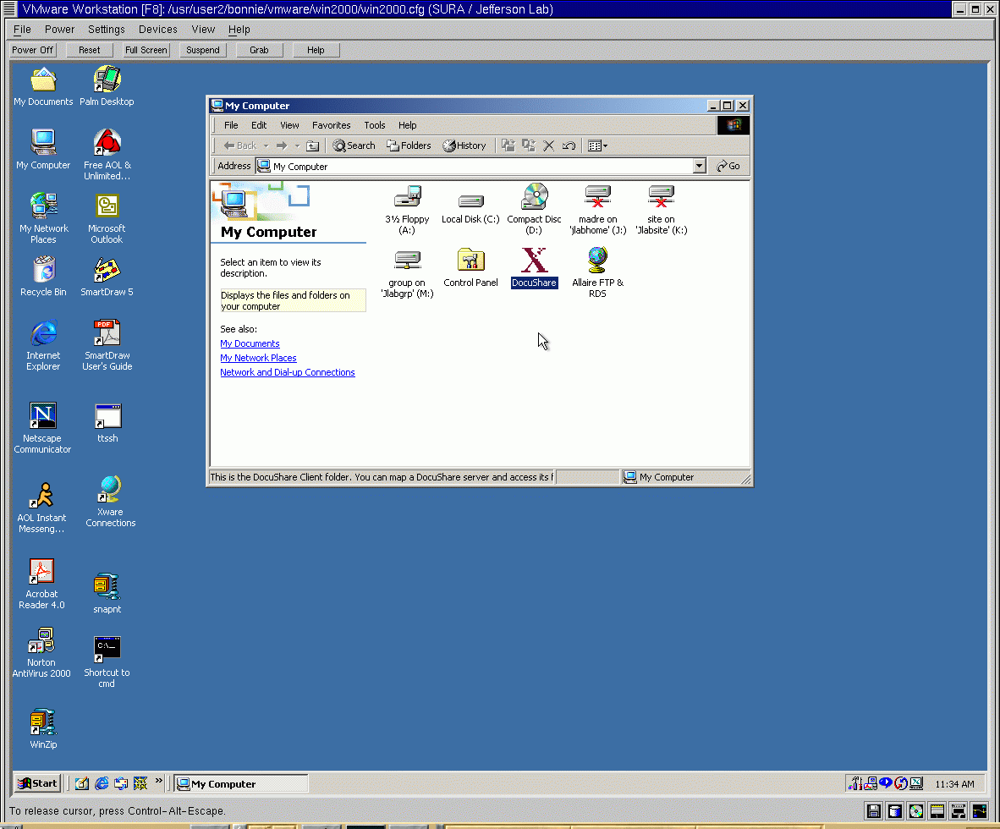 VMware Workstation [F8]: /usr/user2/bonnie/vmware/win2000/win2000.cfg (SURA / Jefferson Lab)
File Power Settings Devices View Help
Power Off Reset Full Screen Suspend Grab Help
My Documents
Palm Desktop
My Computer
Free AOL &
Unlimited...
My Network
Places
Microsoft
Outlook
Recycle Bin
SmartDraw 5
Internet
Explorer
PDF
SmartDraw
User's Guide
Netscape
Communicator
ttssh
AOL Instant
Messeng...
Xware
Connections
Acrobat
Reader 4.0
snapnt
Norton
AntiVirus 2000
C:\_
Shortcut to
cmd
WinZip
My Computer
File Edit View Favorites Tools Help
Back Search Folders History
Address My Computer Go
My Computer
Select an item to view its
description.
Displays the files and folders on
your computer
See also:
My Documents
My Network Places
Network and Dial-up Connections
3½ Floppy
(A:)
Local Disk (C:)
Compact Disc
(D:)
madre on
'jlabhome' (J:)
site on
'Jlabsite' (K:)
group on
'Jlabgrp' (M:)
Control Panel
DocuShare
Allaire FTP &
RDS
This is the DocuShare Client folder. You can map a DocuShare server and access its f
My Computer
Start » My Computer 11:34 AM
To release cursor, press Control-Alt-Escape.